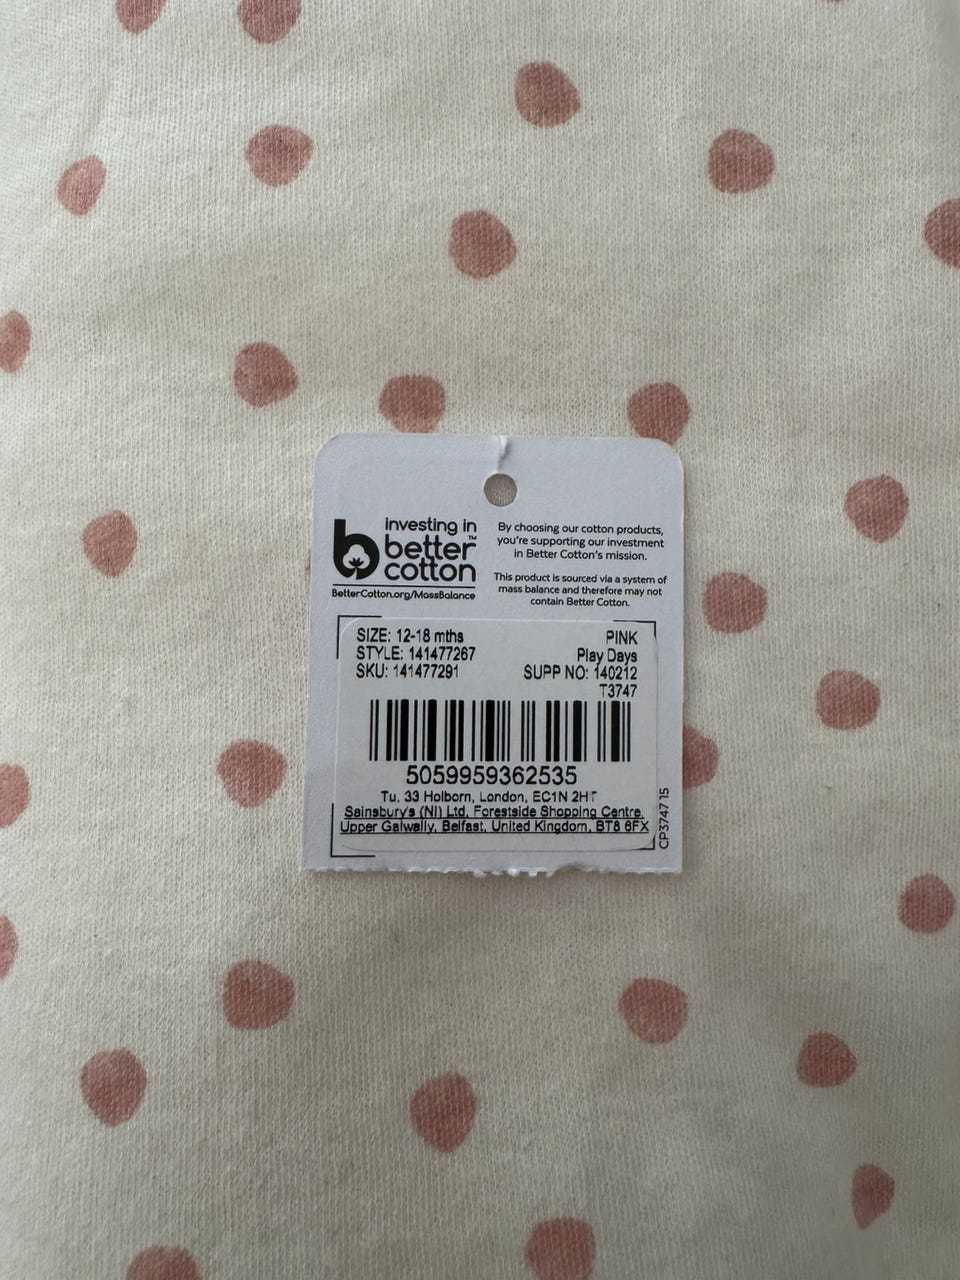 investing in
better™
cotton
BetterCotton.org/MassBalance
By choosing our cotton products,
you're supporting our investment
in Better Cotton's mission.
This product is sourced via a system of
mass balance and therefore may not
contain Better Cotton.
SIZE: 12-18 mths
STYLE: 141477267
SKU: 141477291
PINK
Play Days
SUPP NO: 140212
T3747
5059959362535
Tu, 33 Holborn, London, EC1N 2HT
Sainsbury's (NI) Ltd, Forestside Shopping Centre,
Upper Galwally, Belfast, United Kingdom, BT8 6FX
CP3747 15